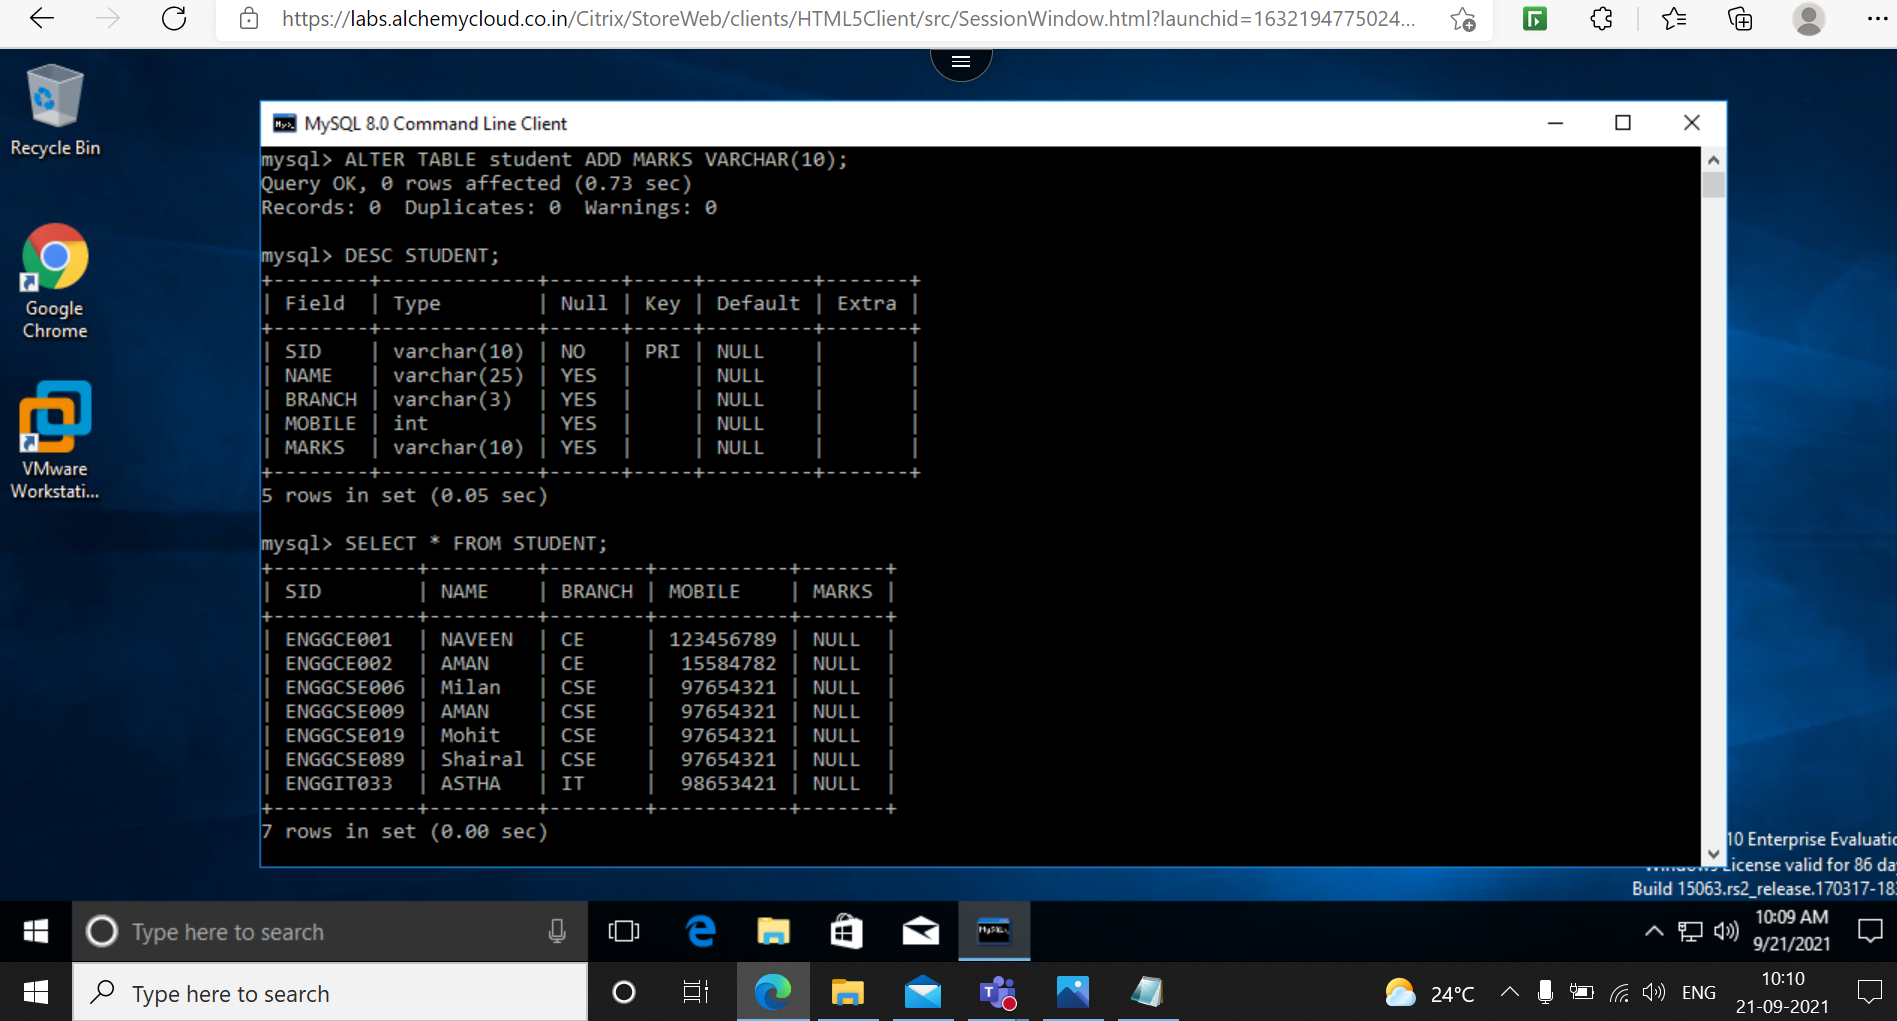 https://labs.alchemycloud.co.in/Citrix/StoreWeb/clients/HTML5Client/src/SessionWindow.html?launchid=1632194775024...
Recycle Bin
Google
Chrome
VMware
Workstati...
MySQL 8.0 Command Line Client
mysql> ALTER TABLE student ADD MARKS VARCHAR(10);
Query OK, 0 rows affected (0.73 sec)
Records: 0  Duplicates: 0  Warnings: 0
mysql> DESC STUDENT;
+---------+-------------+------+-----+---------+-------+
| Field   | Type        | Null | Key | Default | Extra |
+---------+-------------+------+-----+---------+-------+
| SID     | varchar(10) | NO   | PRI | NULL    |       |
| NAME    | varchar(25) | YES  |     | NULL    |       |
| BRANCH  | varchar(3)  | YES  |     | NULL    |       |
| MOBILE  | int         | YES  |     | NULL    |       |
| MARKS   | varchar(10) | YES  |     | NULL    |       |
+---------+-------------+------+-----+---------+-------+
5 rows in set (0.05 sec)
mysql> SELECT * FROM STUDENT;
+------------+---------+--------+-----------+-------+
| SID        | NAME    | BRANCH | MOBILE    | MARKS |
+------------+---------+--------+-----------+-------+
| ENGGCE001  | NAVEEN  | CE     | 123456789 | NULL  |
| ENGGCE002  | AMAN    | CE     |  15584782 | NULL  |
| ENGGCSE006 | Milan   | CSE    |  97654321 | NULL  |
| ENGGCSE009 | AMAN    | CSE    |  97654321 | NULL  |
| ENGGCSE019 | Mohit   | CSE    |  97654321 | NULL  |
| ENGGCSE089 | Shairal | CSE    |  97654321 | NULL  |
| ENGGIT033  | ASTHA   | IT     |  98653421 | NULL  |
+------------+---------+--------+-----------+-------+
7 rows in set (0.00 sec)
10 Enterprise Evaluatio
Windows License valid for 86 da
Build 15063.rs2_release.170317-183
Type here to search
10:09 AM
9/21/2021
Type here to search
24°C
ENG
10:10
21-09-2021